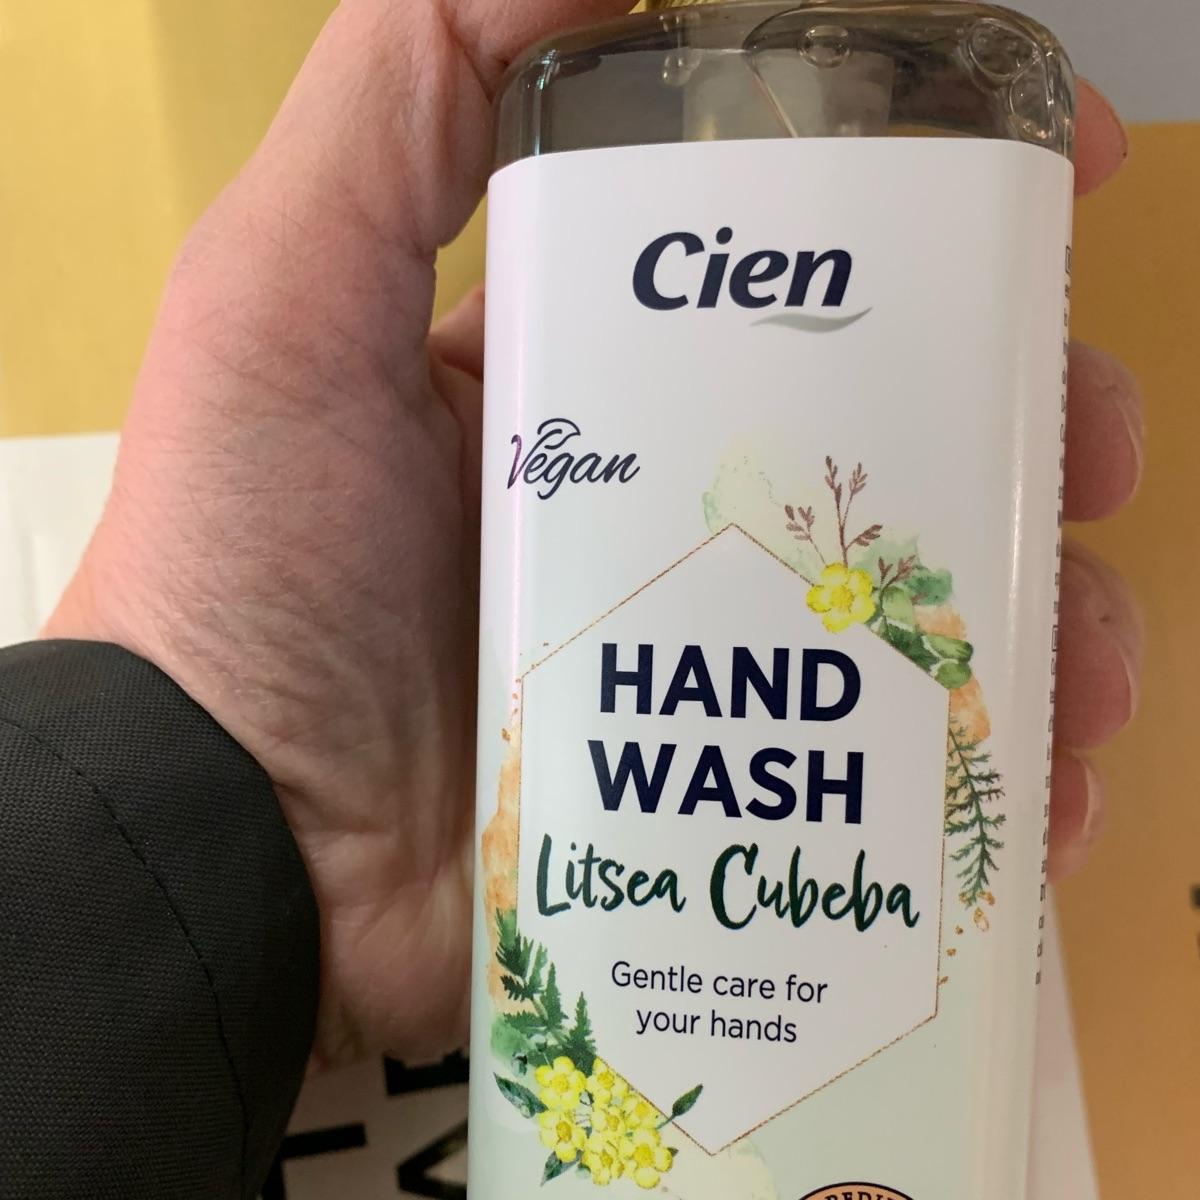 Cien
Vegan
HAND
WASH
Litsea Cubeba
Gentle care for
your hands